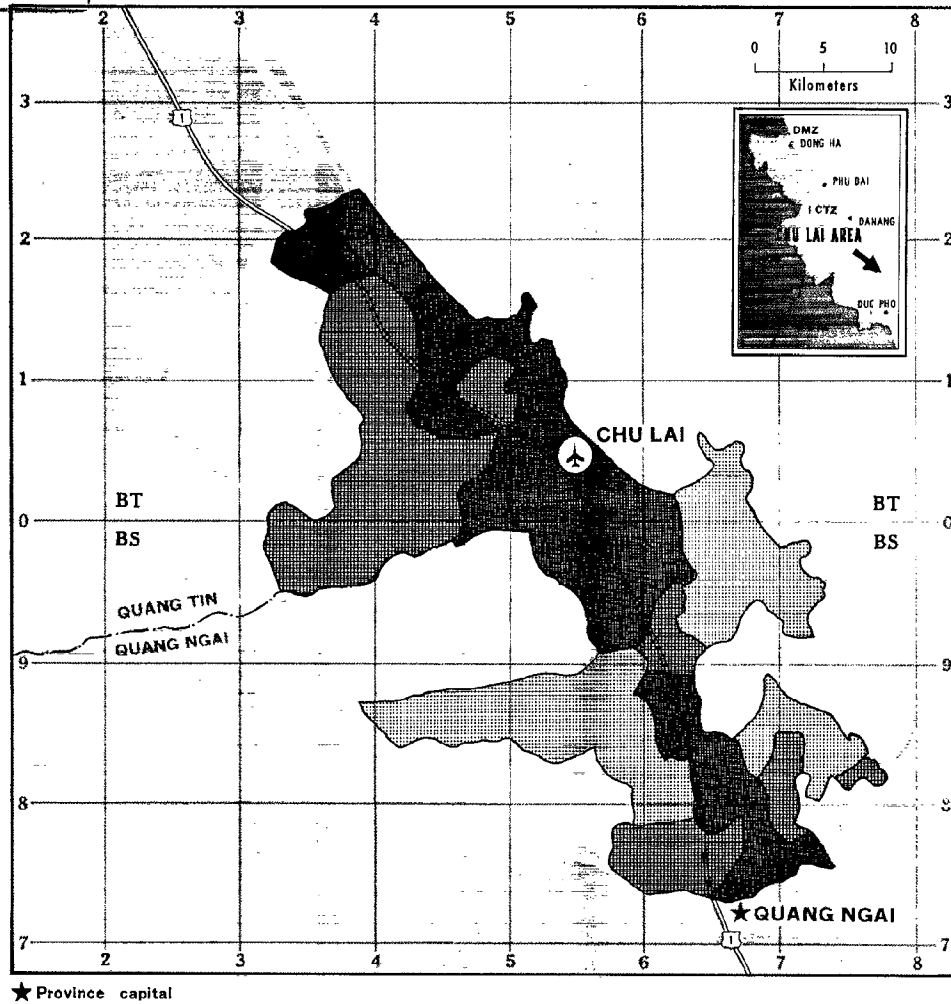 2 3 4 5 6 7 8
0 5 10
Kilometers
3
1
DMZ
DONG HA
PHU BAI
I CTZ
DANANG
LAI AREA
DUC PHO
2 2
1 1
CHU LAI
BT BT
0 0
BS BS
QUANG TIN
QUANG NGAI
9 9
8 8
QUANG NGAI
7 7
1
2 3 4 5 6 7 8
★ Province capital